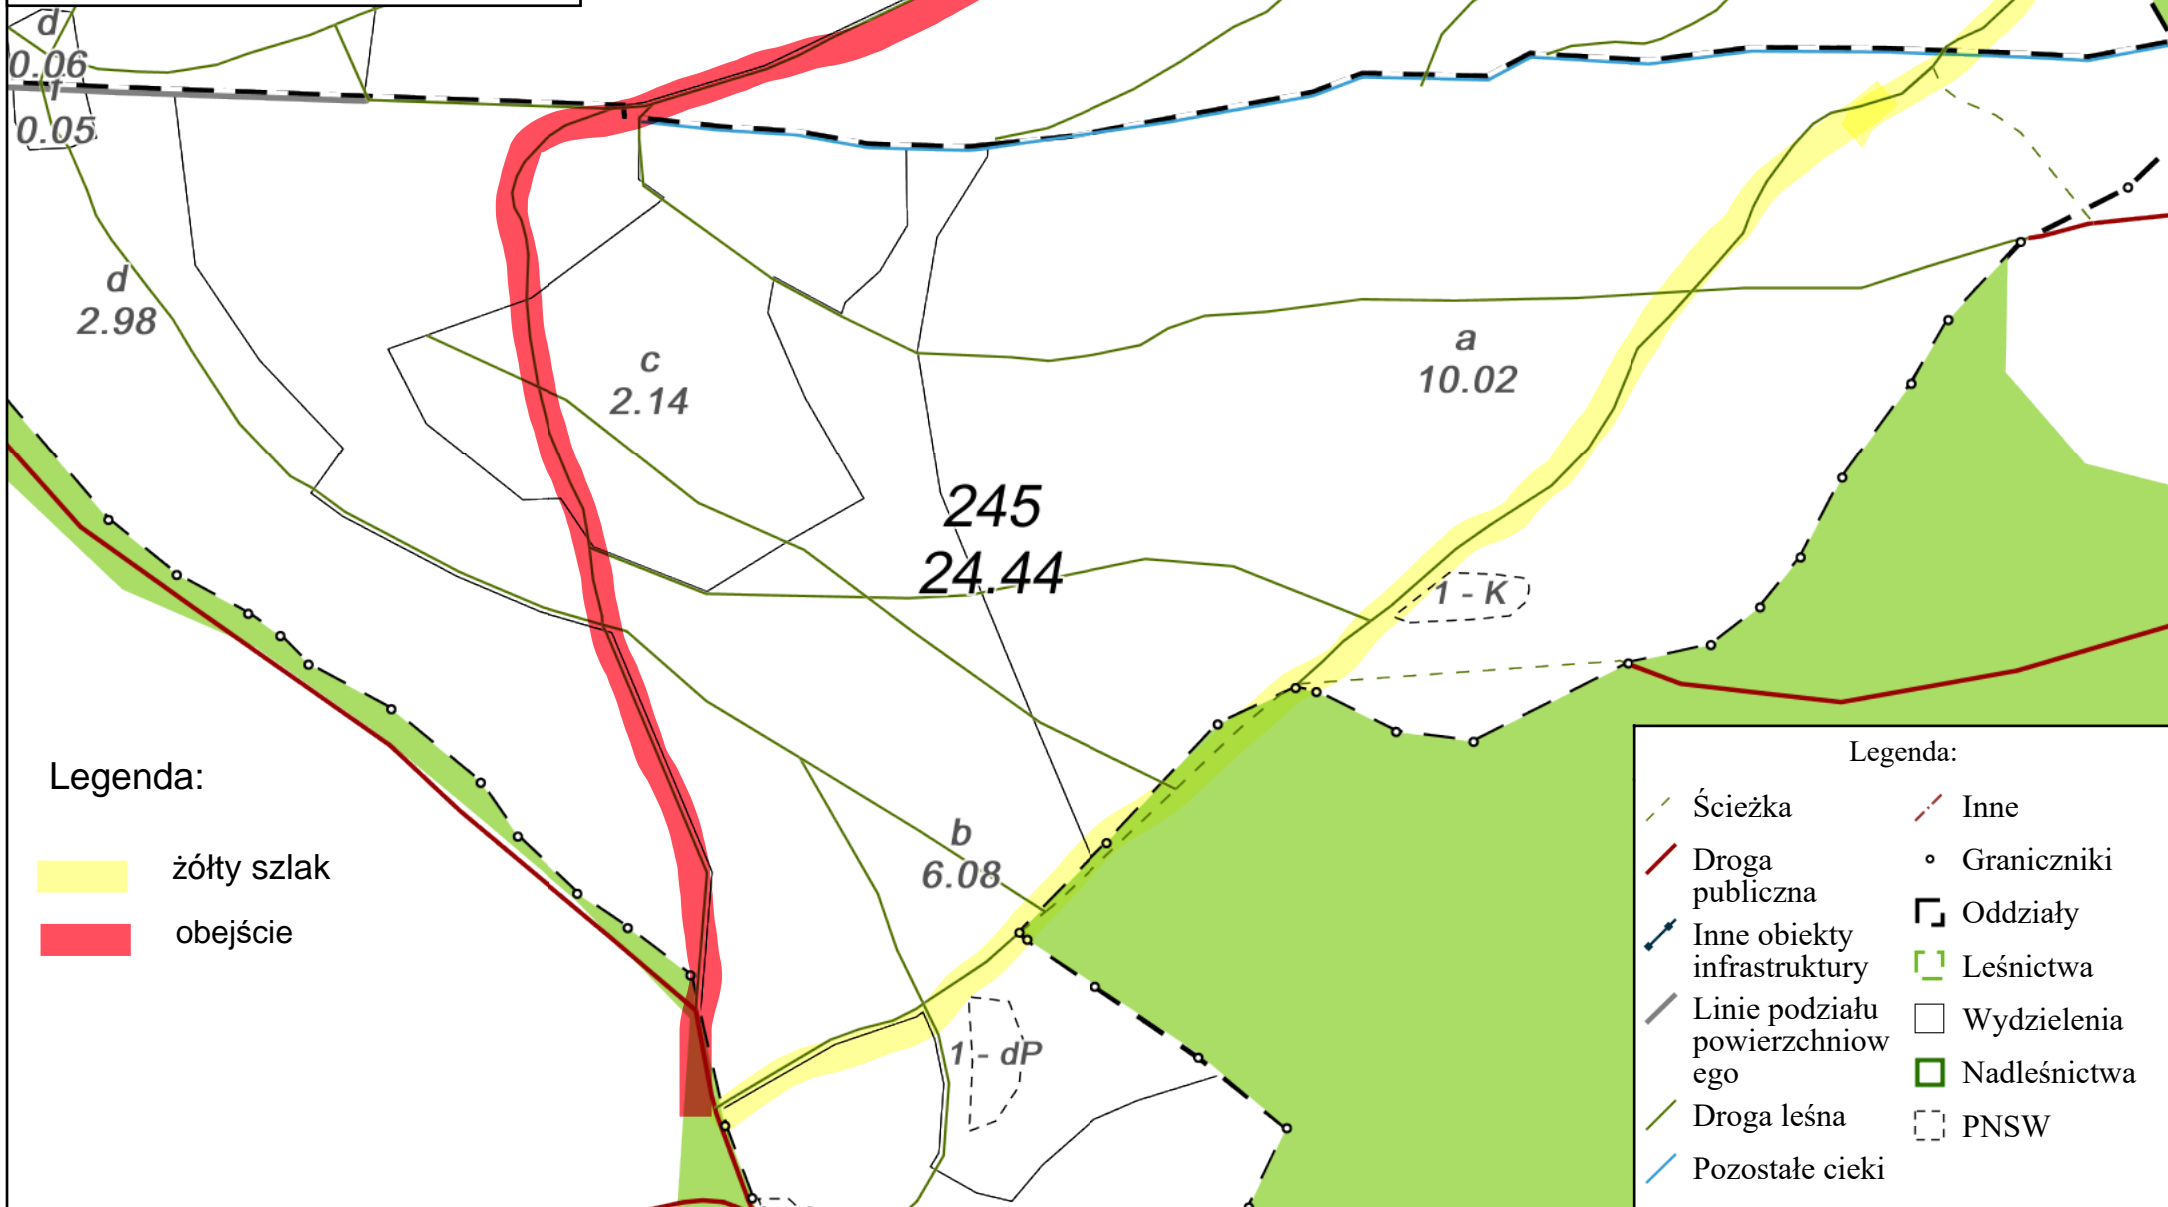 d
0.06
f
0.05
d
2.98
c
2.14
a
10.02
245
24.44
1 - K
b
6.08
1 - dP
Legenda:
żółty szlak
obejście
Legenda:
Ścieżka
Droga
publiczna
Inne obiekty
infrastruktury
Linie podziału
powierzchniow
ego
Droga leśna
Pozostałe cieki
Inne
Graniczniki
Oddziały
Leśnictwa
Wydzielenia
Nadleśnictwa
PNSW